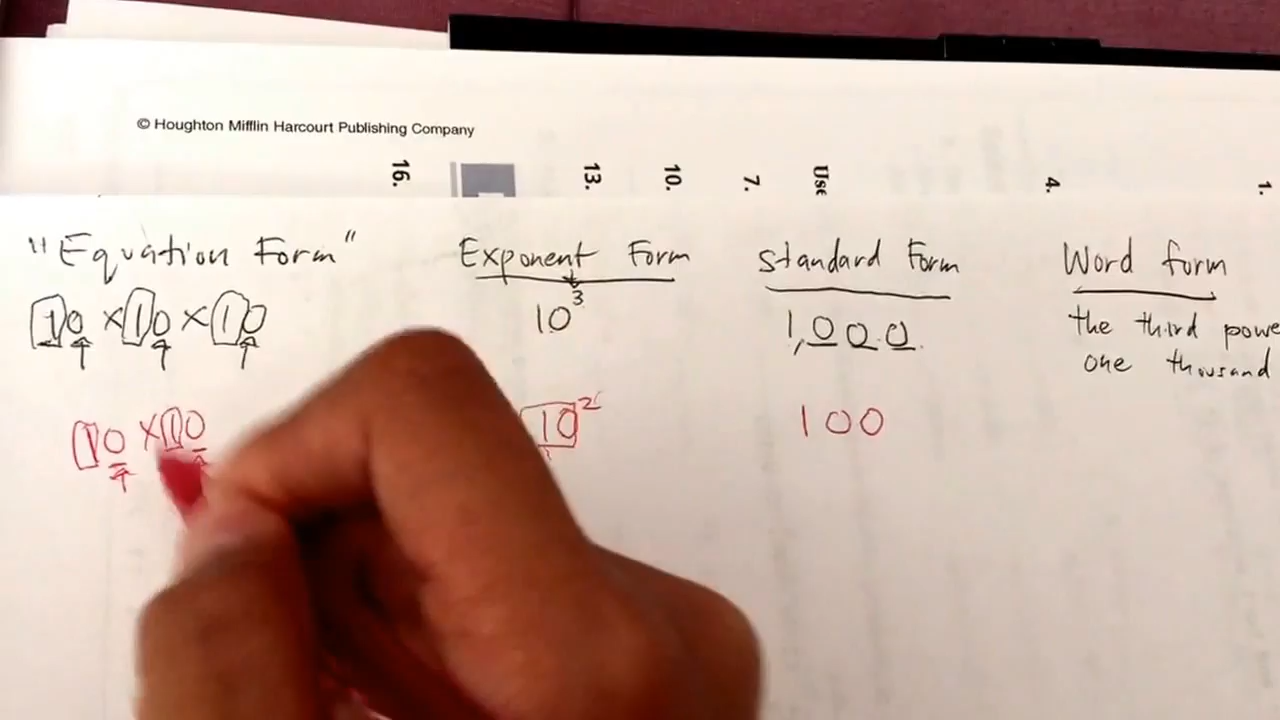 © Houghton Mifflin Harcourt Publishing Company
16. 13. 10. 7. Use 4. 1.
"Equation Form" Exponent Form Standard Form Word form
10 × 10 × 10 10³ 1,000 the third
one thousand
10 × 10 10² 100